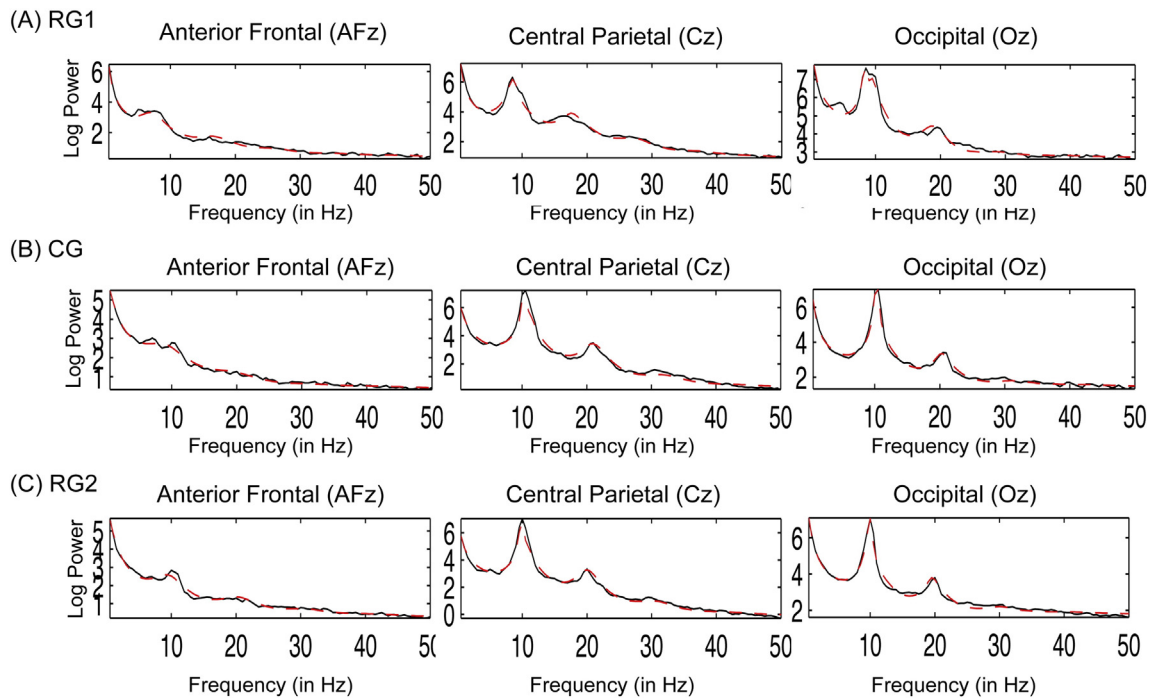 (A) RG1
Anterior Frontal (AFz) Central Parietal (Cz) Occipital (Oz)
Log Power
6
4
2
6
4
2
7
6
5
4
3
10 20 30 40 50 10 20 30 40 50 10 20 30 40 50
Frequency (in Hz) Frequency (in Hz) Frequency (in Hz)
(B) CG
Anterior Frontal (AFz) Central Parietal (Cz) Occipital (Oz)
Log Power
5
4
3
2
1
6
4
2
6
4
2
10 20 30 40 50 10 20 30 40 50 10 20 30 40 50
Frequency (in Hz) Frequency (in Hz) Frequency (in Hz)
(C) RG2
Anterior Frontal (AFz) Central Parietal (Cz) Occipital (Oz)
Log Power
5
4
3
2
1
6
4
2
0
6
4
2
10 20 30 40 50 10 20 30 40 50 10 20 30 40 50
Frequency (in Hz) Frequency (in Hz) Frequency (in Hz)